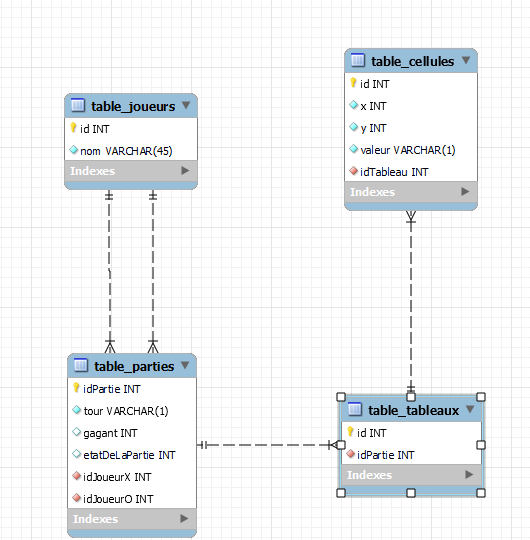 table_joueurs
id INT
nom VARCHAR(45)
Indexes
table_cellules
id INT
x INT
y INT
valeur VARCHAR(1)
idTableau INT
Indexes
table_parties
idPartie INT
tour VARCHAR(1)
gagant INT
etatDeLaPartie INT
idJoueurX INT
idJoueurO INT
Indexes
table_tableaux
id INT
idPartie INT
Indexes